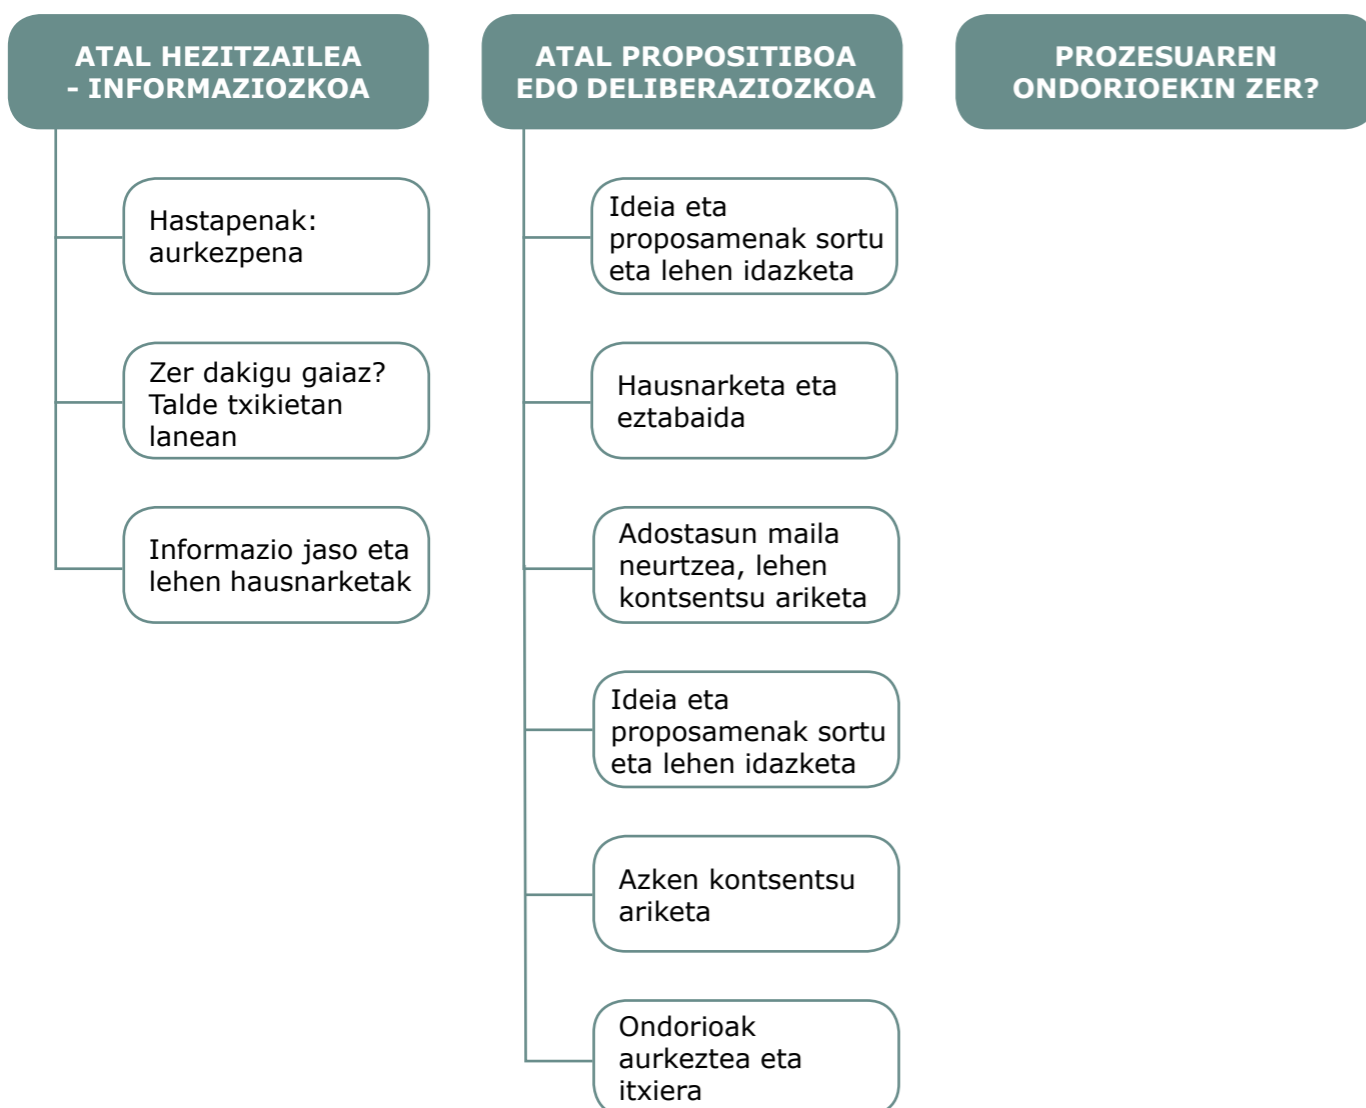 ATAL HEZITZAILEA
- INFORMAZIOZKOA
Hastapenak:
aurkezpena
Zer dakigu gaiaz?
Talde txikietan
lanean
Informazio jaso eta
lehen hausnarketak
ATAL PROPOSITIBOA
EDO DELIBERAZIOZKOA
Ideia eta
proposamenak sortu
eta lehen idazketa
Hausnarketa eta
eztabaida
Adostasun maila
neurtzea, lehen
kontsentsu ariketa
Ideia eta
proposamenak sortu
eta lehen idazketa
Azken kontsentsu
ariketa
Ondorioak
aurkeztea eta
itxiera
PROZESUAREN
ONDORIOEKIN ZER?